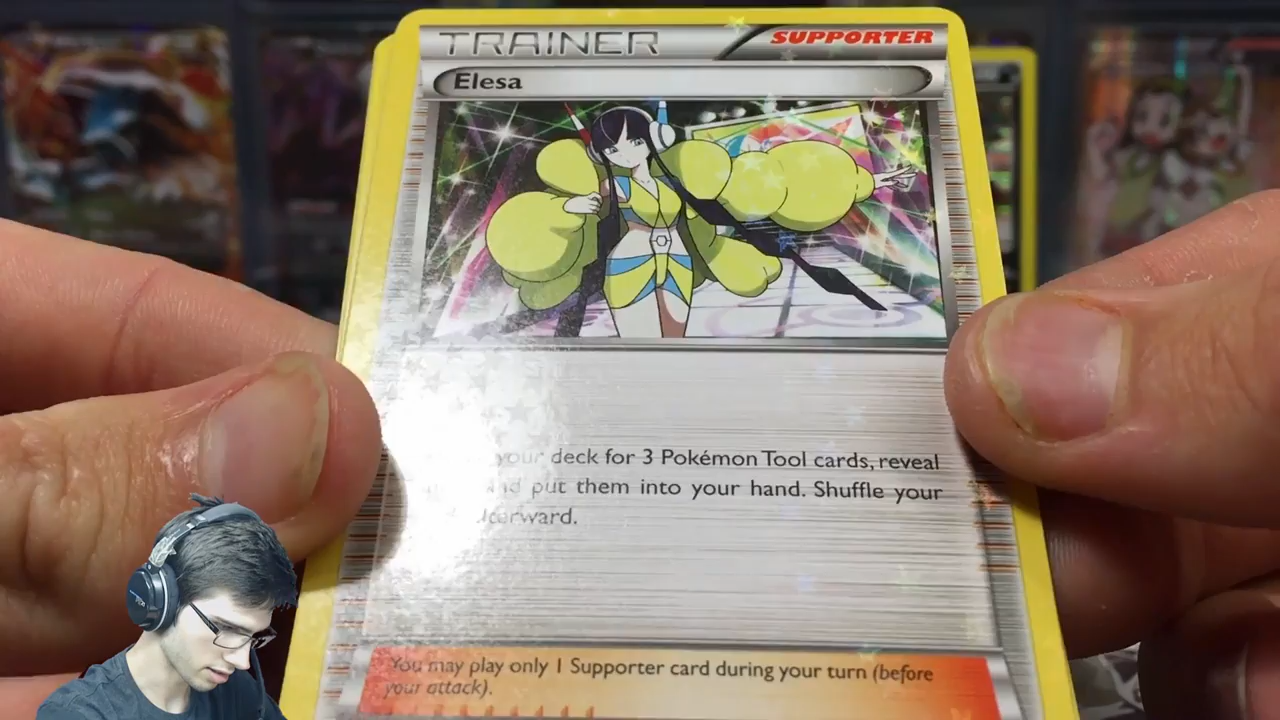 TRAINER SUPPORTER
Elesa
your deck for 3 Pokémon Tool cards, reveal
put them into your hand. Shuffle your
You may play only 1 Supporter card during your turn (before
your attack).